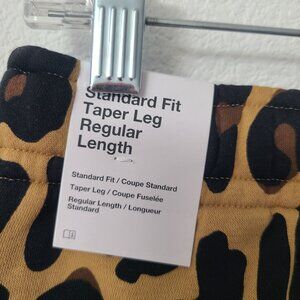 Standard Fit
Taper Leg
Regular
Length
Standard Fit / Coupe Standard
Taper Leg / Coupe Fuselée
Regular Length / Longueur
Standard